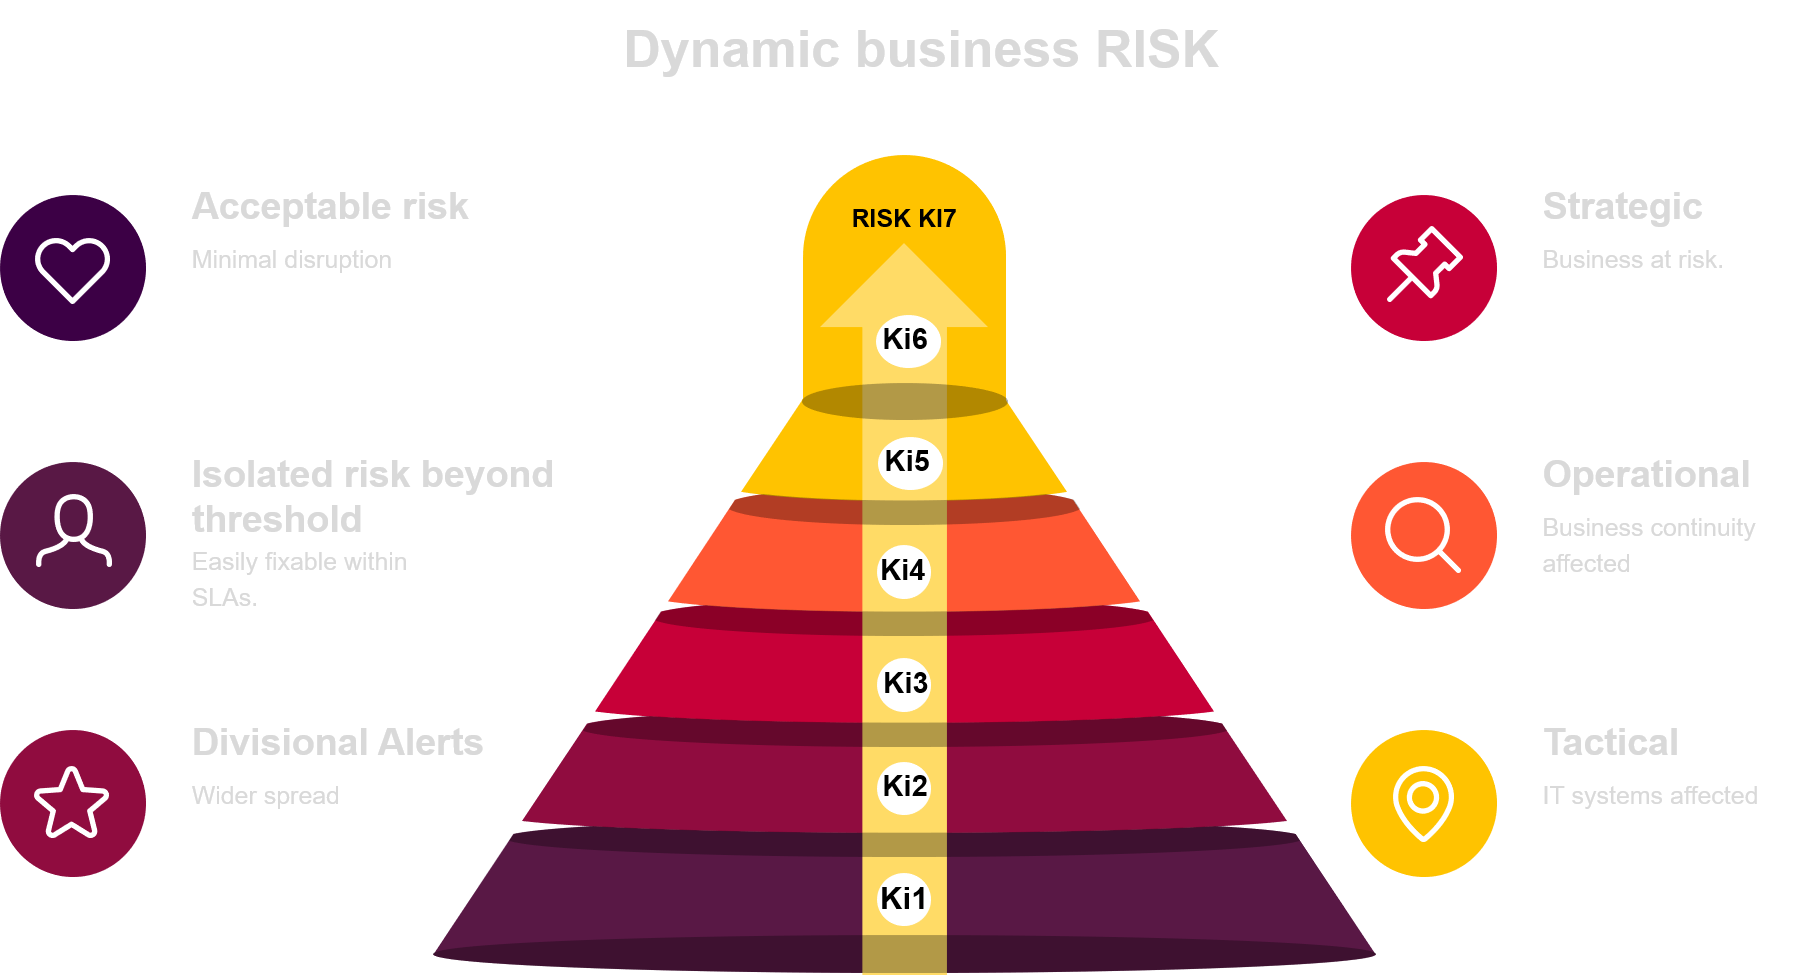 Dynamic business RISK
Acceptable risk
Minimal disruption
Isolated risk beyond
threshold
Easily fixable within
SLAs.
Divisional Alerts
Wider spread
RISK KI7
Ki6
Ki5
Ki4
Ki3
Ki2
Ki1
Strategic
Business at risk.
Operational
Business continuity
affected
Tactical
IT systems affected